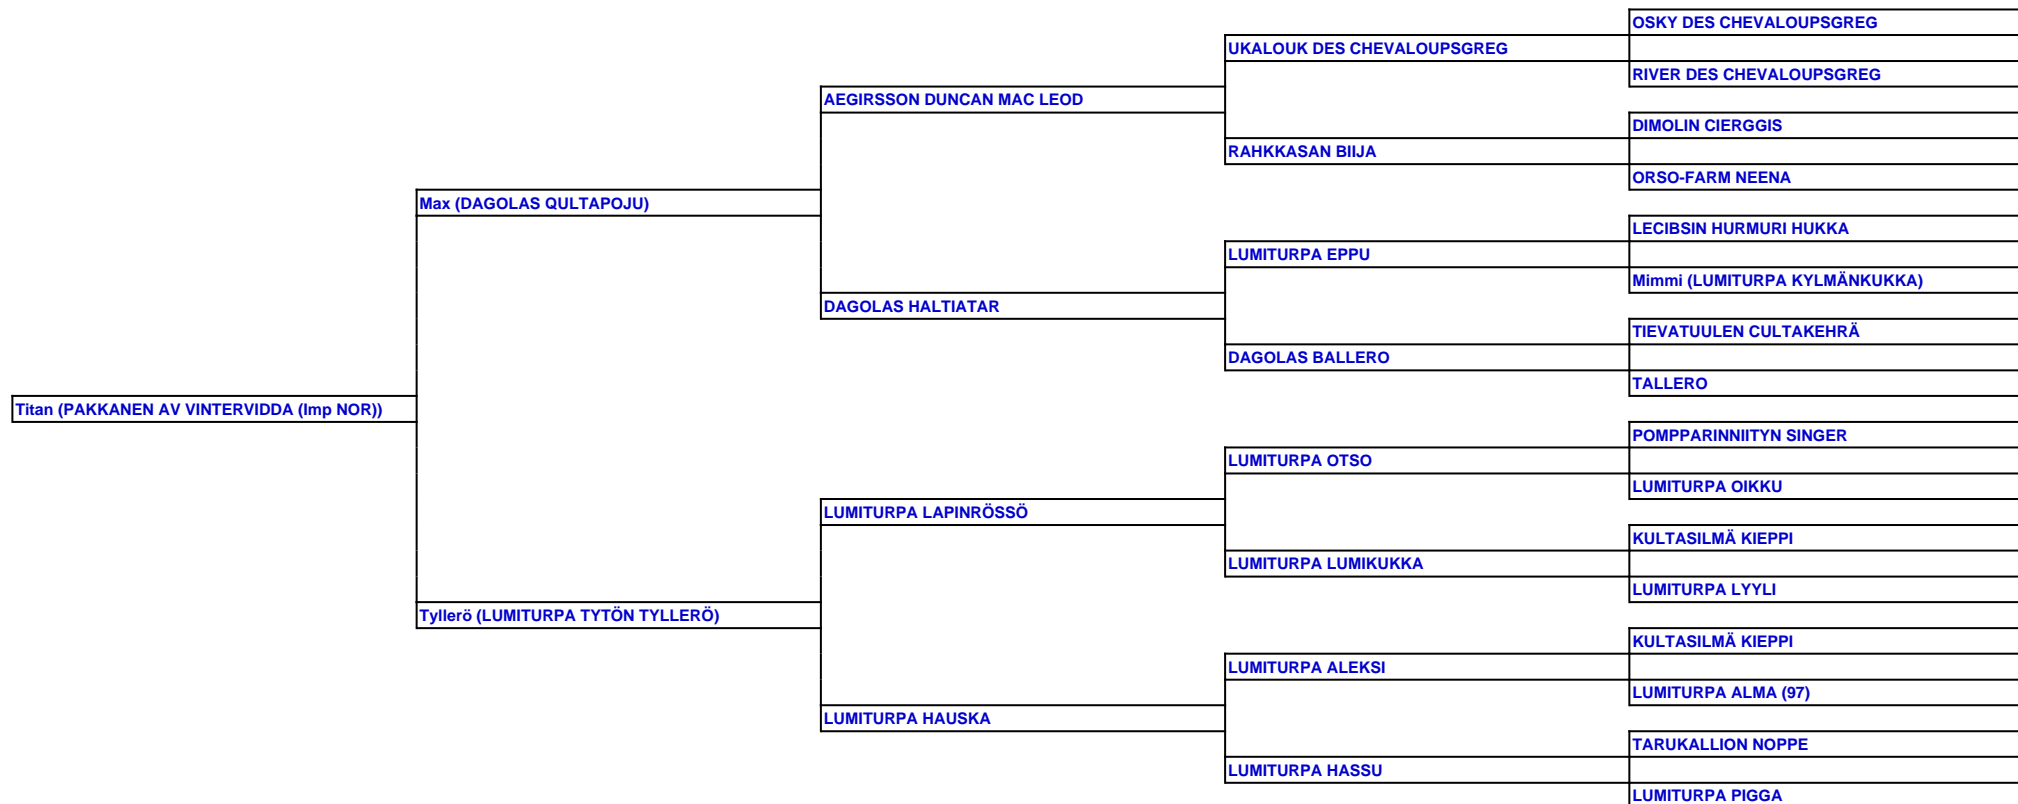 OSKY DES CHEVALOUPSGREG
UKALOUK DES CHEVALOUPSGREG
RIVER DES CHEVALOUPSGREG
AEGIRSSON DUNCAN MAC LEOD
DIMOLIN CIERGGIS
RAHKKASAN BIIJA
ORSO-FARM NEENA
Max (DAGOLAS QULTAPOJU)
LECIBSIN HURMURI HUKKA
LUMITURPA EPPU
Mimmi (LUMITURPA KYLMÄNKUKKA)
DAGOLAS HALTIATAR
TIEVATUULEN CULTAKEHRÄ
DAGOLAS BALLERO
TALLERO
Titan (PAKKANEN AV VINTERVIDDA (Imp NOR))
POMPPARINNIITYN SINGER
LUMITURPA OTSO
LUMITURPA OIKKU
LUMITURPA LAPINRÖSSÖ
KULTASILMÄ KIEPPI
LUMITURPA LUMIKUKKA
LUMITURPA LYYLI
Tyllerö (LUMITURPA TYTÖN TYLLERÖ)
KULTASILMÄ KIEPPI
LUMITURPA ALEKSI
LUMITURPA ALMA (97)
LUMITURPA HAUSKA
TARUKALLION NOPPE
LUMITURPA HASSU
LUMITURPA PIGGA